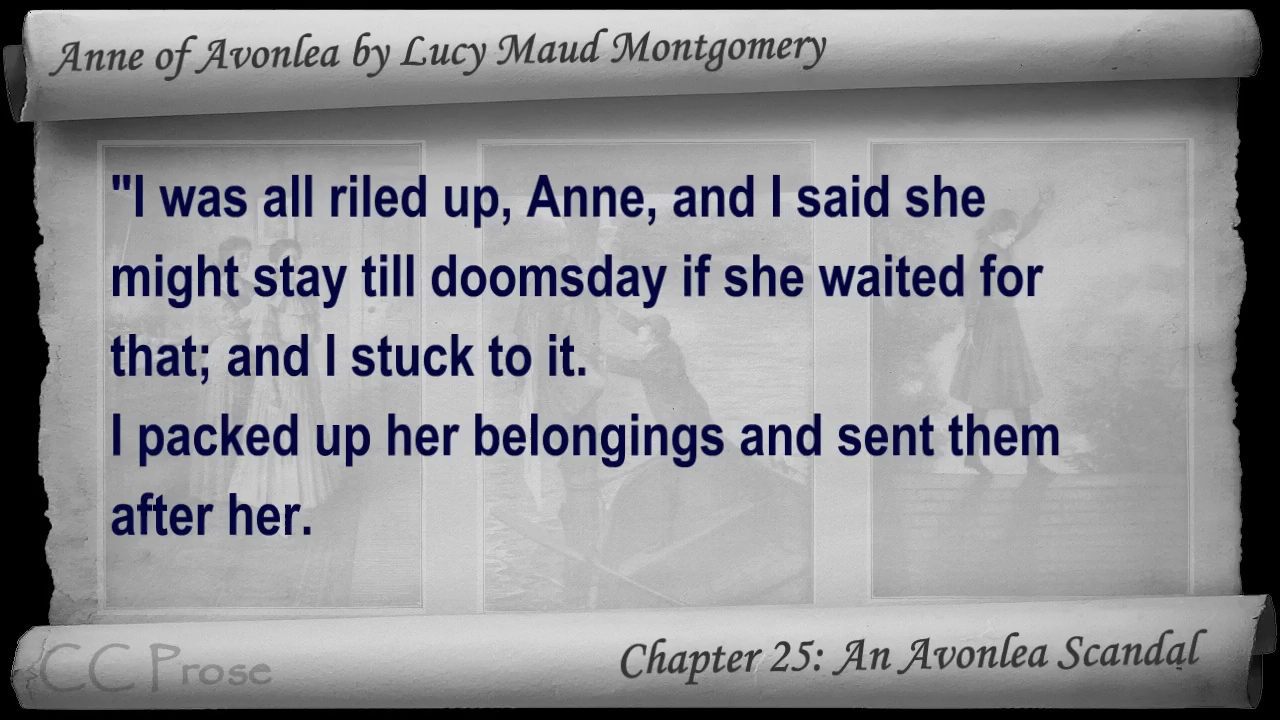 Anne of Avonlea by Lucy Maud Montgomery
"I was all riled up, Anne, and I said she
might stay till doomsday if she waited for
that; and I stuck to it.
I packed up her belongings and sent them
after her.
CC Prose
Chapter 25: An Avonlea Scandal